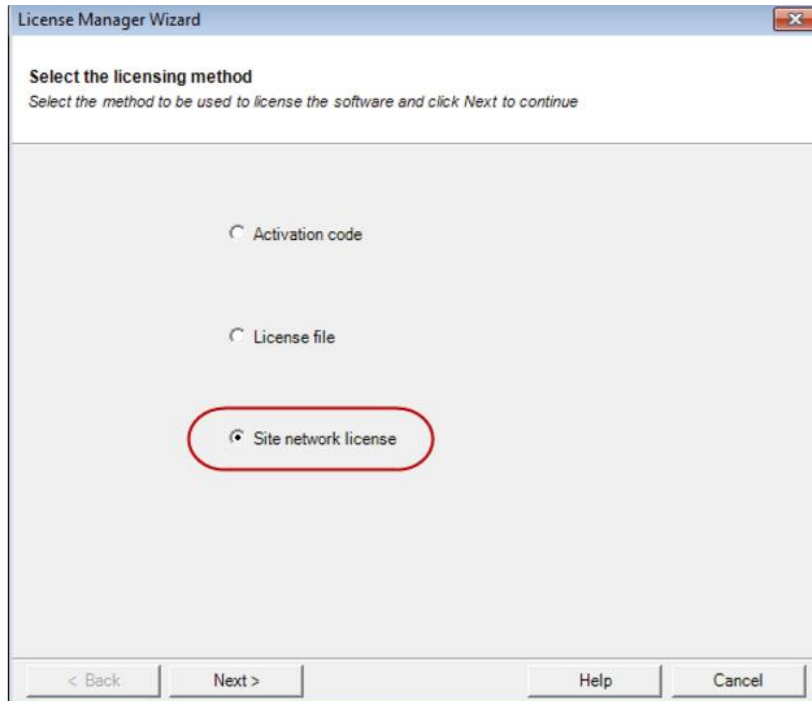 License Manager Wizard
Select the licensing method
Select the method to be used to license the software and click Next to continue
Activation code
License file
Site network license
< Back Next > Help Cancel